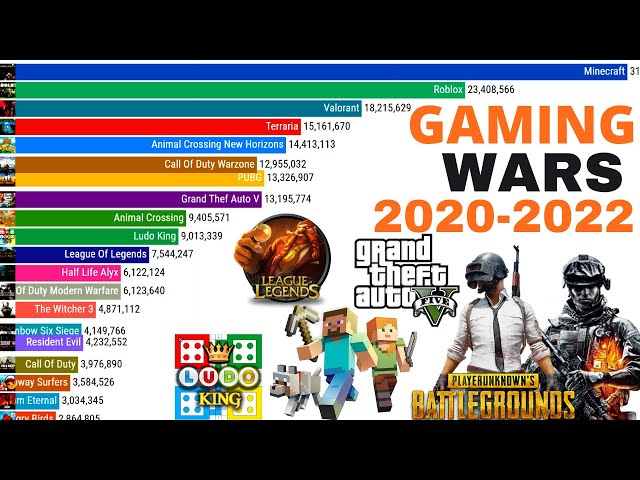 Minecraft 31
Roblox 23,408,566
Valorant 18,215,629
Terraria 15,161,670
Animal Crossing New Horizons 14,413,113
Call Of Duty Warzone 12,955,032
PUBG 13,326,907
Grand Thef Auto V 13,195,774
Animal Crossing 9,405,571
Ludo King 9,013,339
League Of Legends 7,544,247
Half Life Alyx 6,122,124
Of Duty Modern Warfare 6,123,640
The Witcher 3 4,871,112
nbow Six Siege 4,149,766
Resident Evil 4,232,552
Call Of Duty 3,976,890
way Surfers 3,584,526
m Eternal 3,034,345
gry Birds 2,864,805
GAMING
WARS
2020-2022
LEAGUE OF
LEGENDS
grand
theft
auto
FIVE
LUDO
KING
PLAYERUNKNOWN'S
BATTLEGROUNDS